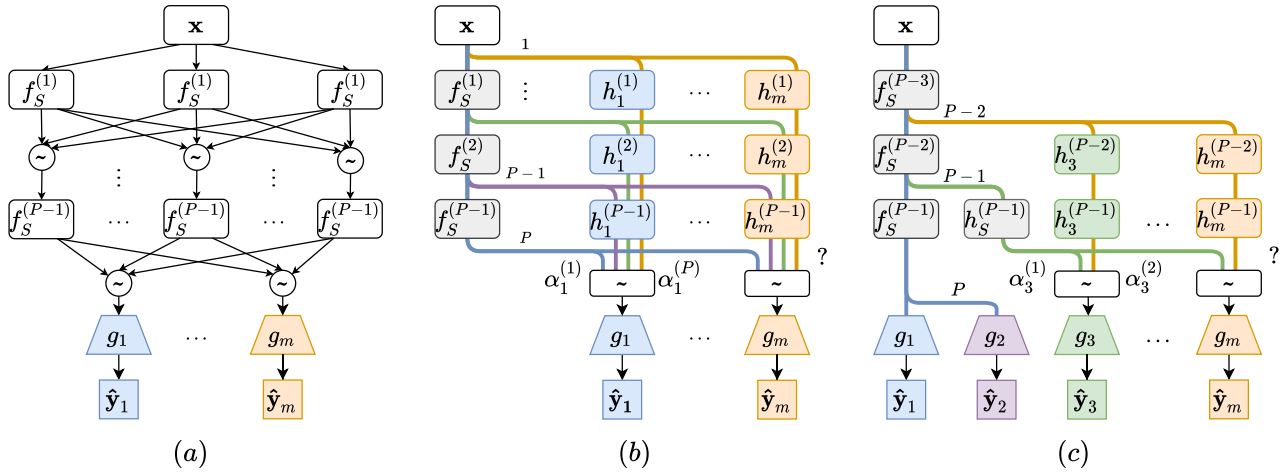 x
f_S^{(1)} f_S^{(1)} f_S^{(1)}
~ ~ ~
⋮ ⋮
f_S^{(P-1)} ⋯ f_S^{(P-1)} ⋯ f_S^{(P-1)}
~ ~
g_1 ⋯ g_m
ŷ_1 ŷ_m
(a)
x
1
f_S^{(1)} ⋮ h_1^{(1)} ⋯ h_m^{(1)}
f_S^{(2)} h_1^{(2)} ⋯ h_m^{(2)}
P − 1
f_S^{(P-1)} h_1^{(P-1)} h_m^{(P-1)}
P
?
α_1^{(1)} ~ α_1^{(P)} ~
g_1 ⋯ g_m
ŷ_1 ŷ_m
(b)
x
f_S^{(P-3)}
P − 2
f_S^{(P-2)} h_3^{(P-2)} h_m^{(P-2)}
P − 1
f_S^{(P-1)} h_S^{(P-1)} h_3^{(P-1)} ⋯ h_m^{(P-1)}
?
α_3^{(1)} ~ α_3^{(2)} ~
P
g_1 g_2 g_3 ⋯ g_m
ŷ_1 ŷ_2 ŷ_3 ŷ_m
(c)